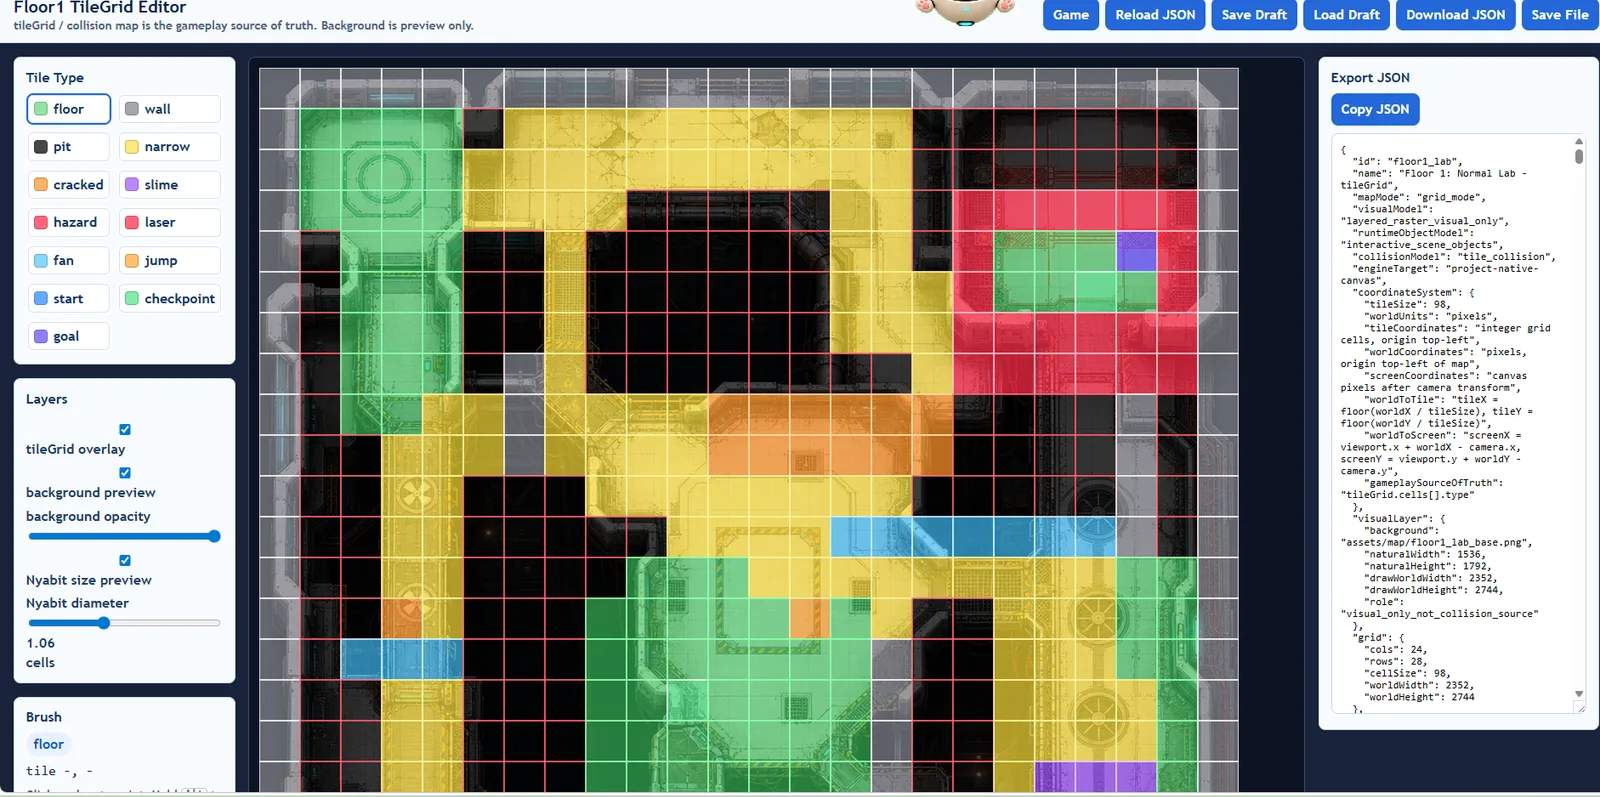 Floor1 TileGrid Editor
tileGrid / collision map is the gameplay source of truth. Background is preview only.
Game
Reload JSON
Save Draft
Load Draft
Download JSON
Save File
Tile Type
floor
wall
pit
narrow
cracked
slime
hazard
laser
fan
jump
start
checkpoint
goal
Layers
tileGrid overlay
background preview
background opacity
Nyabit size preview
Nyabit diameter
1.06
cells
Brush
floor
tile -, -
Export JSON
Copy JSON
{
"id": "floor1_lab",
"name": "Floor 1: Normal Lab -
tileGrid",
"mapMode": "grid_mode",
"visualModel":
"layered_raster_visual_only",
"runtimeObjectModel":
"interactive_scene_objects",
"collisionModel": "tile_collision",
"engineTarget": "project-native-
canvas",
"coordinateSystem": {
"tileSize": 98,
"worldUnits": "pixels",
"tileCoordinates": "integer grid
cells, origin top-left",
"worldCoordinates": "pixels,
origin top-left of map",
"screenCoordinates": "canvas
pixels after camera transform",
"worldToTile": "tileX =
floor(worldX / tileSize), tileY =
floor(worldY / tileSize)",
"worldToScreen": "screenX =
viewport.x + worldX - camera.x,
screenY = viewport.y + worldY -
camera.y",
"gameplaySourceOfTruth":
"tileGrid.cells[].type"
},
"visualLayer": {
"background":
"assets/map/floor1_lab_base.png",
"naturalWidth": 1536,
"naturalHeight": 1792,
"drawWorldWidth": 2352,
"drawWorldHeight": 2744,
"role":
"visual_only_not_collision_source"
},
"grid": {
"cols": 24,
"rows": 28,
"cellSize": 98,
"worldWidth": 2352,
"worldHeight": 2744
},